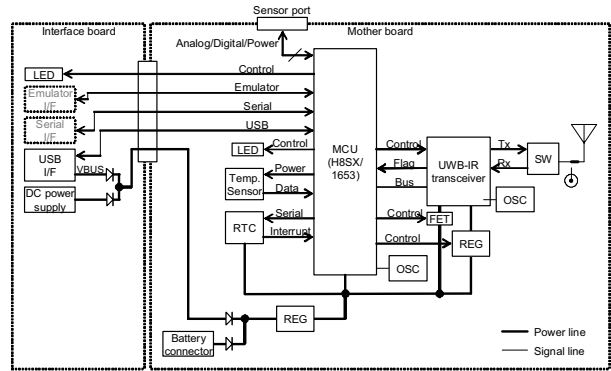 Sensor port
Interface board
Mother board
Analog/Digital/Power
LED
Control
Emulator
I/F
Emulator
Serial
I/F
Serial
USB
I/F
USB
VBUS
DC power
supply
LED
Control
Temp.
Sensor
Power
Data
RTC
Serial
Interrupt
MCU
(H8SX/
1653)
Control
Flag
Bus
Control
Control
UWB-IR
transceiver
Tx
Rx
SW
OSC
FET
REG
OSC
REG
Battery
connector
Power line
Signal line